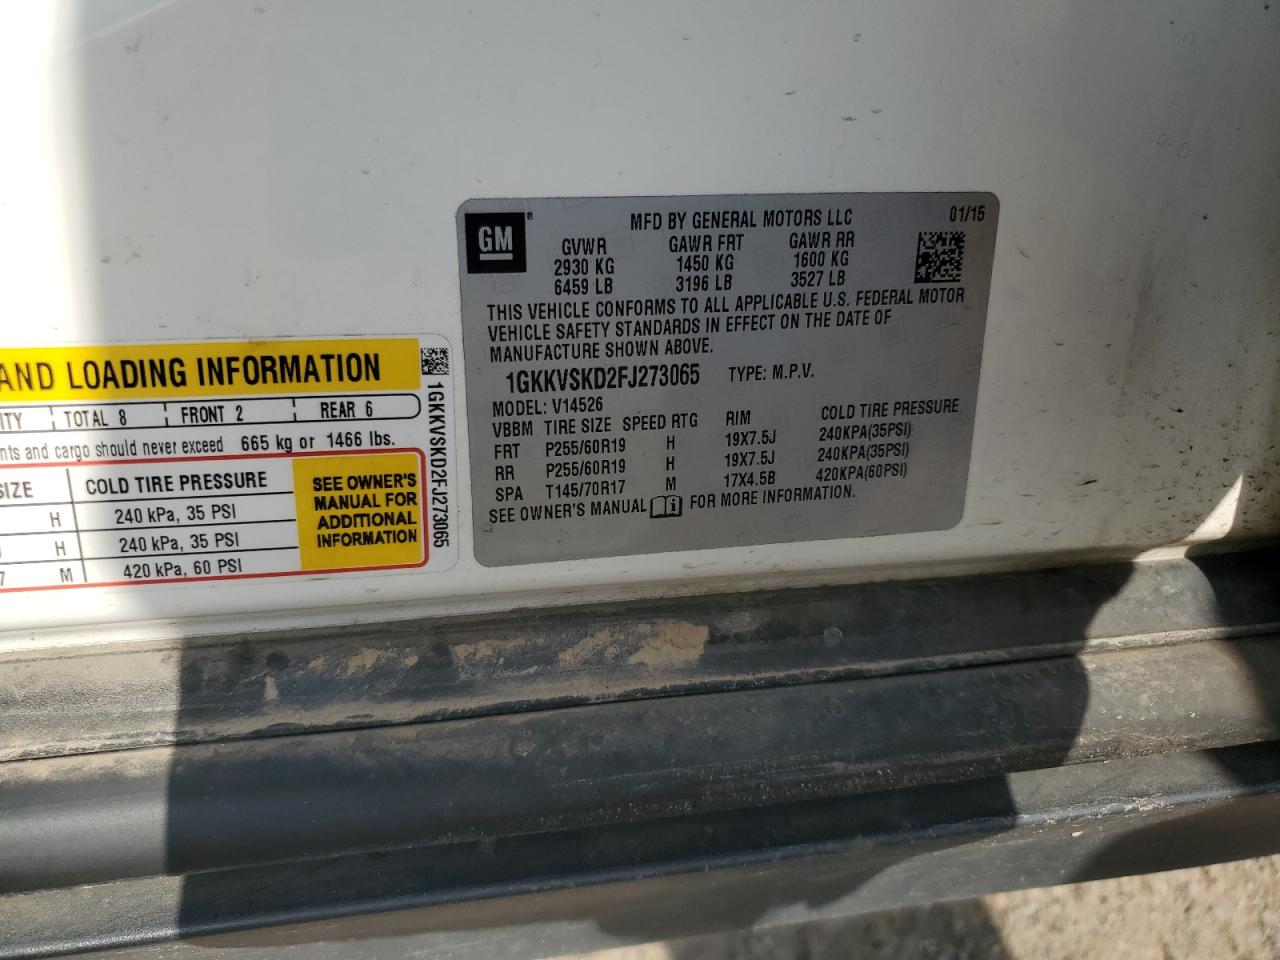 GM ®
MFD BY GENERAL MOTORS LLC 01/15
GVWR GAWR FRT GAWR RR
2930 KG 1450 KG 1600 KG
6459 LB 3196 LB 3527 LB
THIS VEHICLE CONFORMS TO ALL APPLICABLE U.S. FEDERAL MOTOR
VEHICLE SAFETY STANDARDS IN EFFECT ON THE DATE OF
MANUFACTURE SHOWN ABOVE.
1GKKVSKD2FJ273065 TYPE: M.P.V.
MODEL: V14526
VBBM TIRE SIZE SPEED RTG RIM COLD TIRE PRESSURE
FRT P255/60R19 H 19X7.5J 240KPA(35PSI)
RR P255/60R19 H 19X7.5J 240KPA(35PSI)
SPA T145/70R17 M 17X4.5B 420KPA(60PSI)
SEE OWNER'S MANUAL i FOR MORE INFORMATION.
AND LOADING INFORMATION
ITY TOTAL 8 FRONT 2 REAR 6
nts and cargo should never exceed 665 kg or 1466 lbs.
SIZE COLD TIRE PRESSURE
H 240 kPa, 35 PSI
H 240 kPa, 35 PSI
7 M 420 kPa, 60 PSI
SEE OWNER'S
MANUAL FOR
ADDITIONAL
INFORMATION
1GKKVSKD2FJ273065